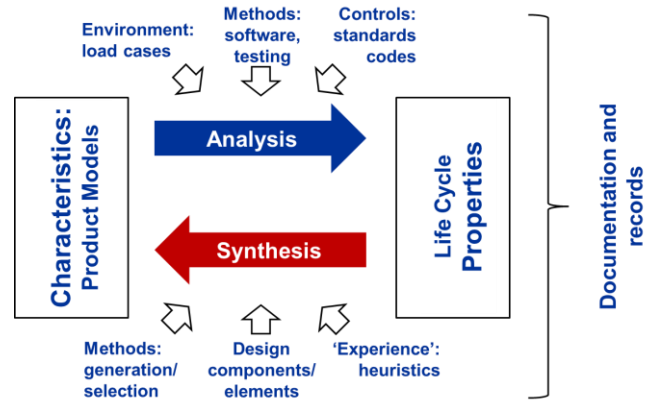 Environment:
load cases
Methods:
software,
testing
Controls:
standards
codes
Characteristics:
Product Models
Analysis
Synthesis
Life Cycle
Properties
Documentation and
records
Methods:
generation/
selection
Design
components/
elements
‘Experience’:
heuristics